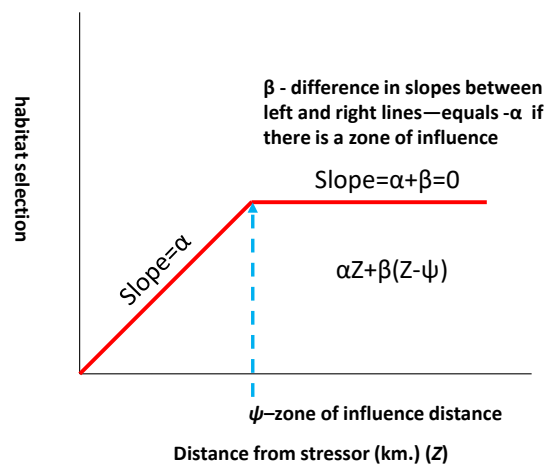 β - difference in slopes between
left and right lines—equals -α if
there is a zone of influence
habitat selection
Slope=α+β=0
Slope=α
αZ+β(Z-ψ)
ψ–zone of influence distance
Distance from stressor (km.) (Z)